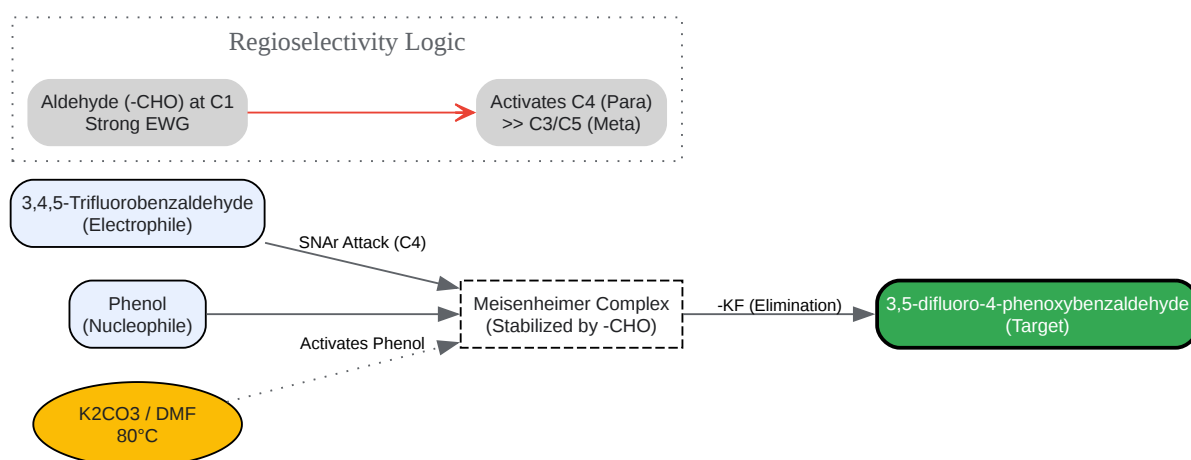 Regioselectivity Logic
Aldehyde (-CHO) at C1
Strong EWG
Activates C4 (Para)
>> C3/C5 (Meta)
3,4,5-Trifluorobenzaldehyde
(Electrophile)
SNAr Attack (C4)
Phenol
(Nucleophile)
Meisenheimer Complex
(Stabilized by -CHO)
-KF (Elimination)
3,5-difluoro-4-phenoxybenzaldehyde
(Target)
Activates Phenol
K2CO3 / DMF
80°C